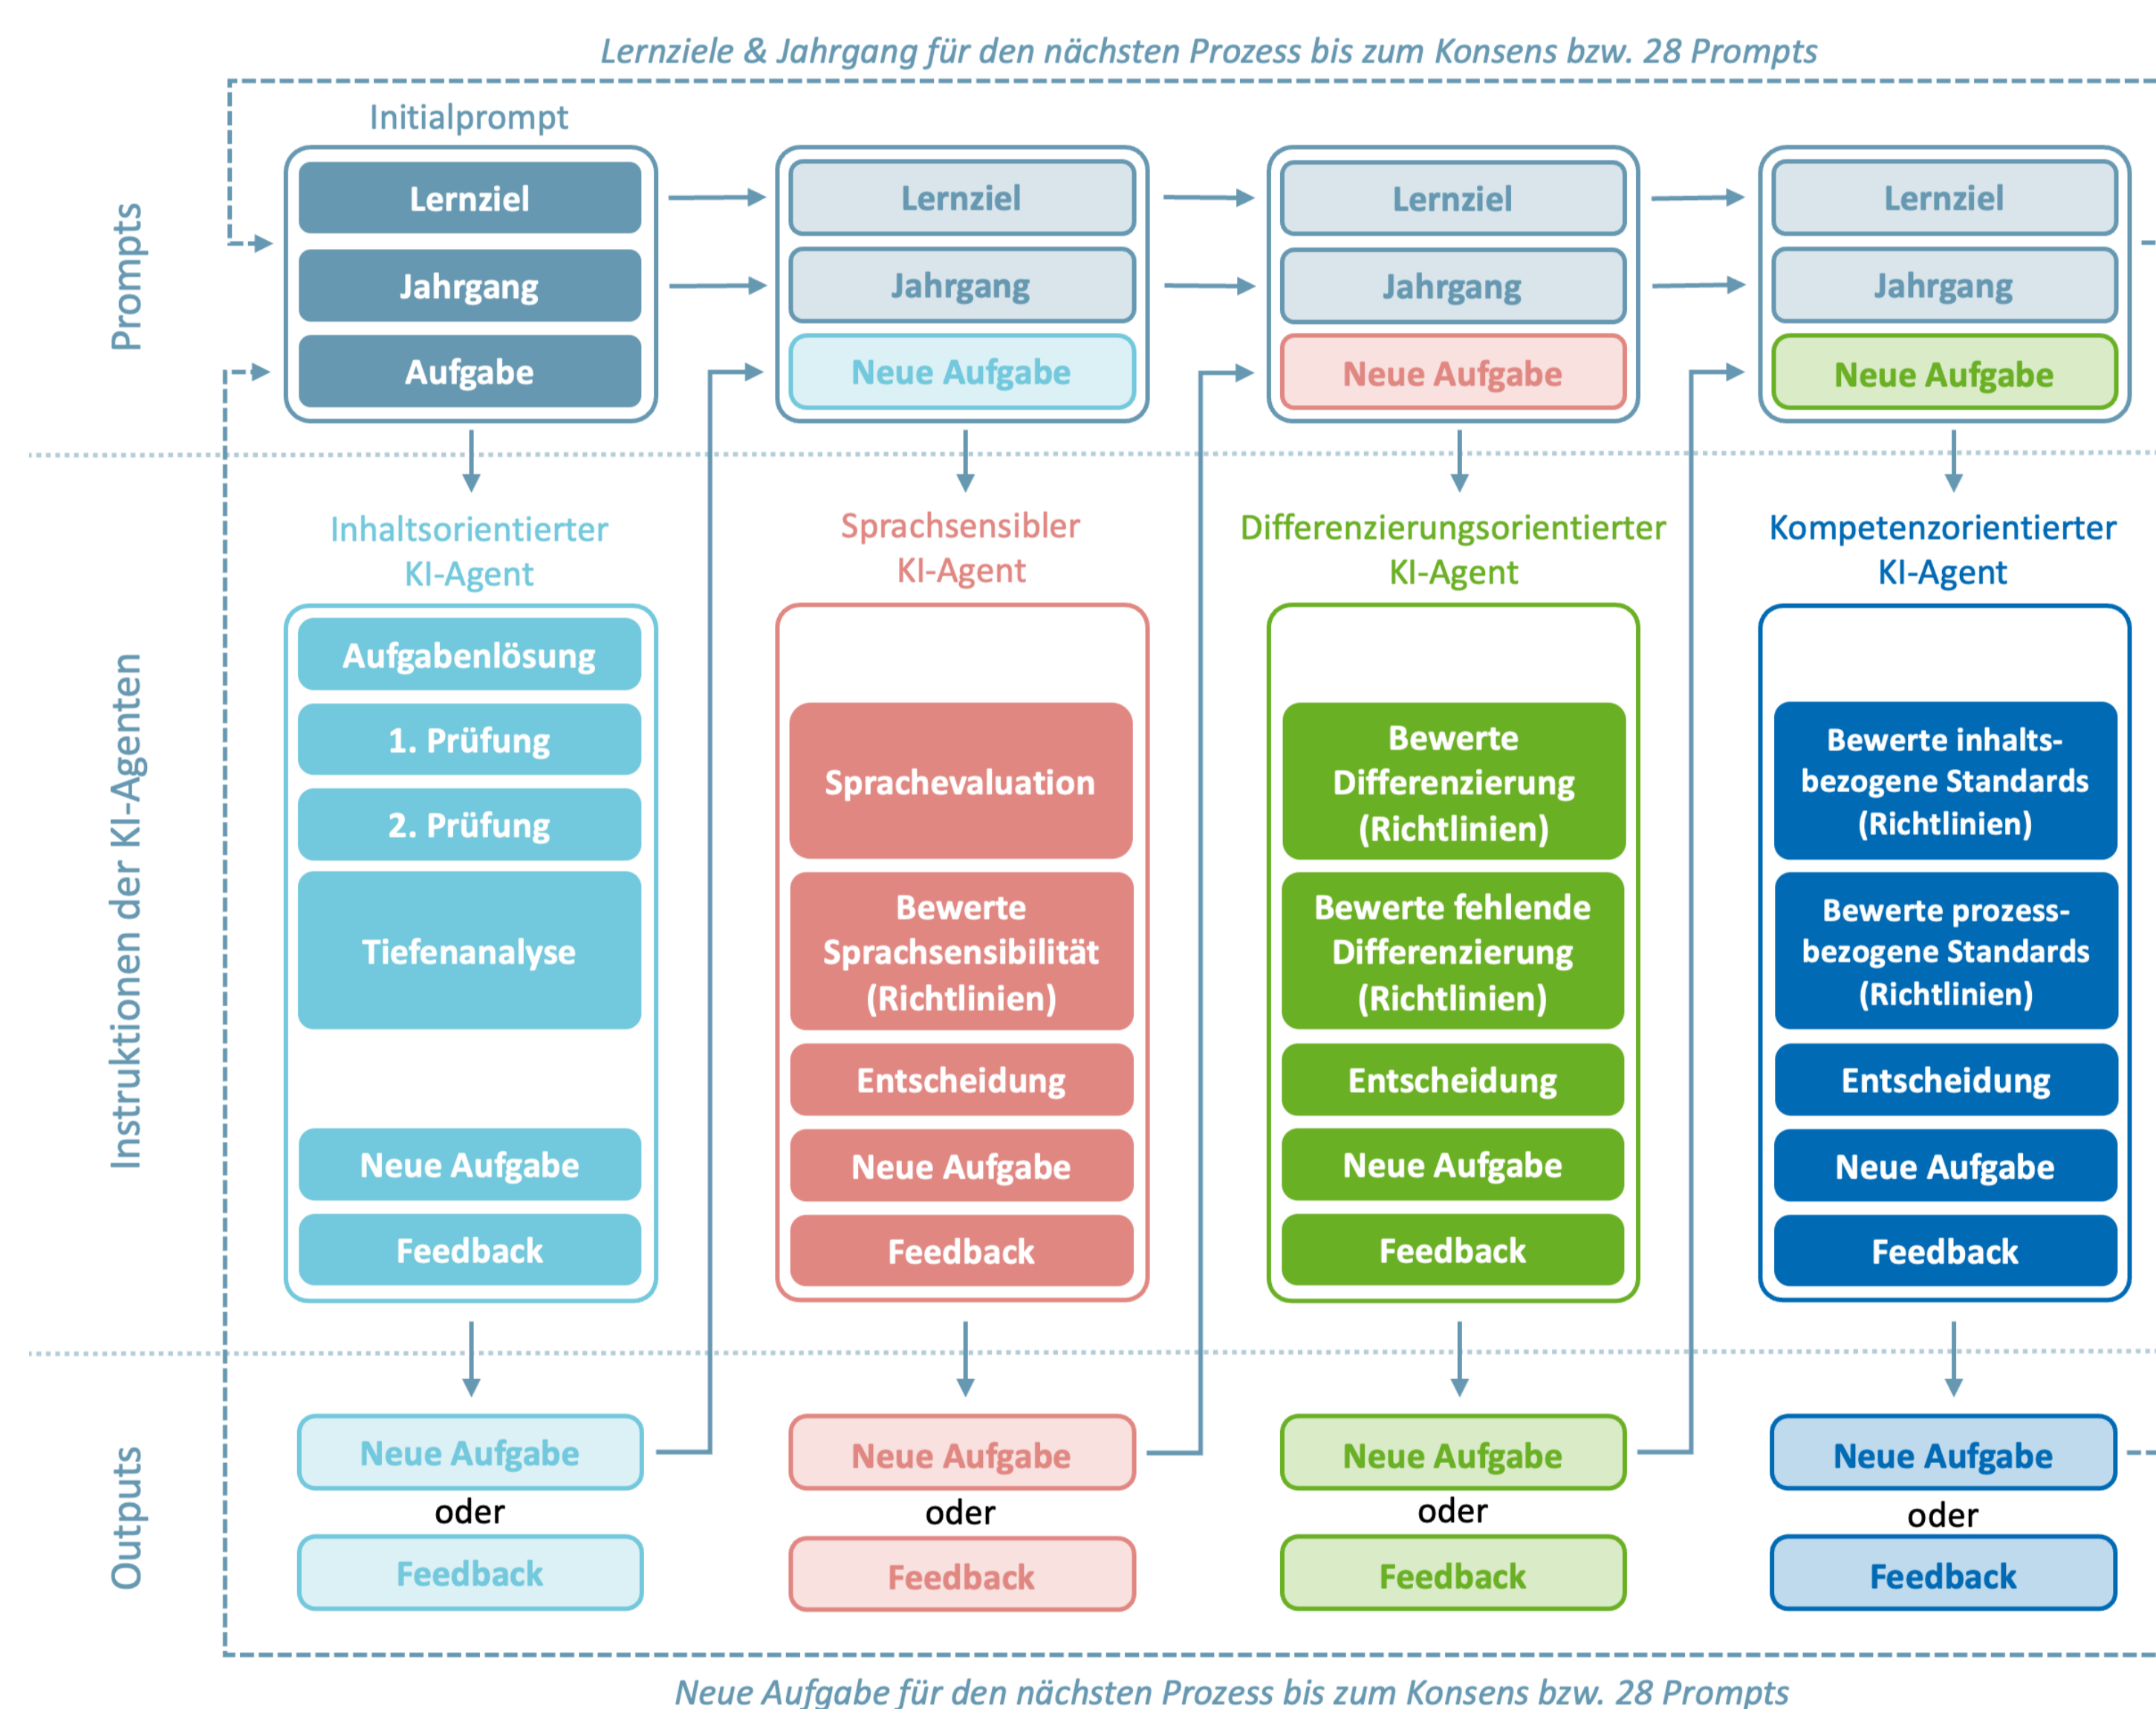 Lernziele & Jahrgang für den nächsten Prozess bis zum Konsens bzw. 28 Prompts
Initialprompt
Prompts
Lernziel
Jahrgang
Aufgabe
Lernziel
Jahrgang
Neue Aufgabe
Lernziel
Jahrgang
Neue Aufgabe
Lernziel
Jahrgang
Neue Aufgabe
Instruktionen der KI-Agenten
Inhaltsorientierter
KI-Agent
Aufgabenlösung
1. Prüfung
2. Prüfung
Tiefenanalyse
Neue Aufgabe
Feedback
Sprachsensibler
KI-Agent
Sprachevaluation
Bewerte
Sprachsensibilität
(Richtlinien)
Entscheidung
Neue Aufgabe
Feedback
Differenzierungsorientierter
KI-Agent
Bewerte
Differenzierung
(Richtlinien)
Bewerte fehlende
Differenzierung
(Richtlinien)
Entscheidung
Neue Aufgabe
Feedback
Kompetenzorientierter
KI-Agent
Bewerte inhalts-
bezogene Standards
(Richtlinien)
Bewerte prozess-
bezogene Standards
(Richtlinien)
Entscheidung
Neue Aufgabe
Feedback
Outputs
Neue Aufgabe
oder
Feedback
Neue Aufgabe
oder
Feedback
Neue Aufgabe
oder
Feedback
Neue Aufgabe
oder
Feedback
Neue Aufgabe für den nächsten Prozess bis zum Konsens bzw. 28 Prompts